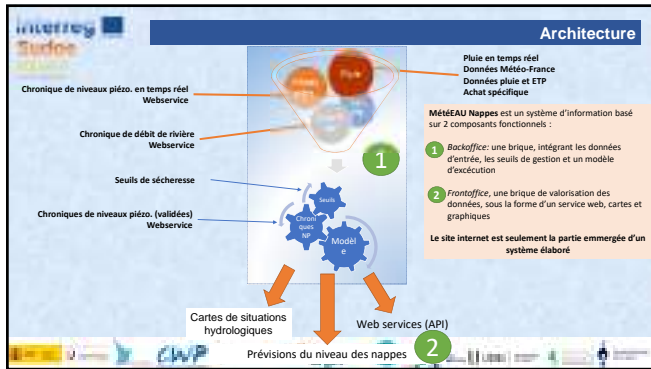 interreg
Sudoe
Architecture
Pluie en temps réel
Données Météo-France
Données pluie et ETP
Achat spécifique
Chronique de niveaux piézo. en temps réel
Webservice
Chronique de débit de rivière
Webservice
Pluie
1
Seuils de sécheresse
Chroniques de niveaux piézo. (validées)
Webservice
Seuils
Chroni
ques
NP
Modèl
e
MétéEAU Nappes est un système d'information basé
sur 2 composants fonctionnels :
1 Backoffice: une brique, intégrant les données
d'entrée, les seuils de gestion et un modèle
d'exécution
2 Frontoffice, une brique de valorisation des
données, sous la forme d'un service web, cartes et
graphiques
Le site internet est seulement la partie emmergée d'un
système élaboré
Cartes de situations
hydrologiques
Web services (API)
Prévisions du niveau des nappes
2
CWP